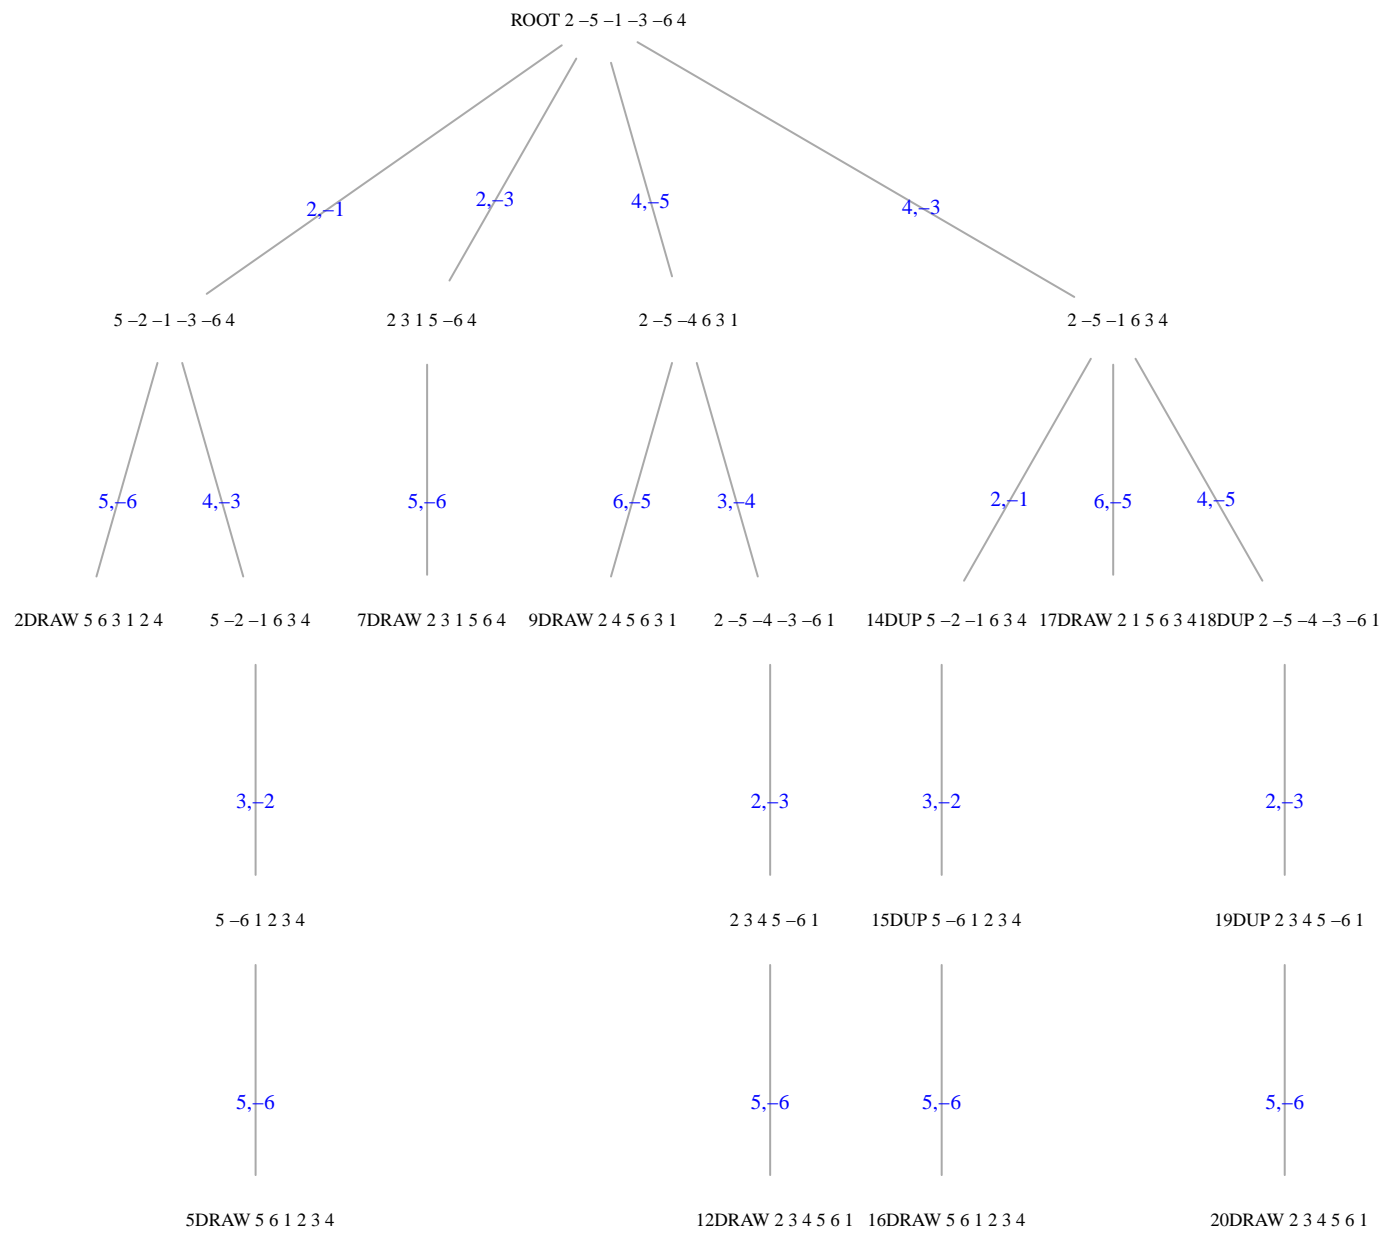 ROOT 2 –5 –1 –3 –6 4
2,–1
2,–3
4,–5
4,–3
5 –2 –1 –3 –6 4
2 3 1 5 –6 4
2 –5 –4 6 3 1
2 –5 –1 6 3 4
5,–6
4,–3
5,–6
6,–5
3,–4
2,–1
6,–5
4,–5
2DRAW 5 6 3 1 2 4
5 –2 –1 6 3 4
7DRAW 2 3 1 5 6 4
9DRAW 2 4 5 6 3 1
2 –5 –4 –3 –6 1
14DUP 5 –2 –1 6 3 4
17DRAW 2 1 5 6 3 4
18DUP 2 –5 –4 –3 –6 1
3,–2
2,–3
3,–2
2,–3
5 –6 1 2 3 4
2 3 4 5 –6 1
15DUP 5 –6 1 2 3 4
19DUP 2 3 4 5 –6 1
5,–6
5,–6
5,–6
5,–6
5DRAW 5 6 1 2 3 4
12DRAW 2 3 4 5 6 1
16DRAW 5 6 1 2 3 4
20DRAW 2 3 4 5 6 1